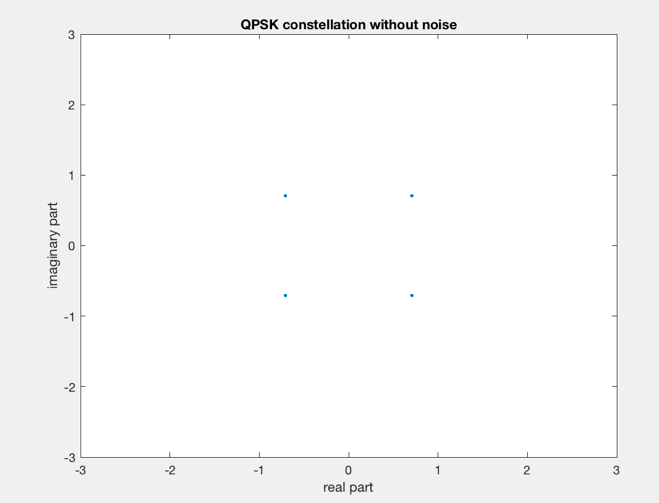 QPSK constellation without noise
3
2
1
0
-1
-2
-3
imaginary part
-3 -2 -1 0 1 2 3
real part